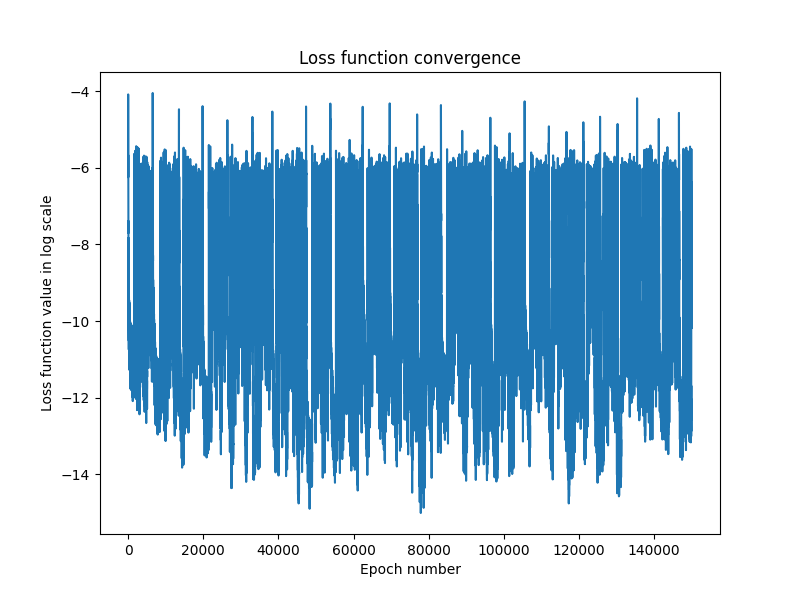 Loss function convergence
Loss function value in log scale
−4
−6
−8
−10
−12
−14
0 20000 40000 60000 80000 100000 120000 140000
Epoch number